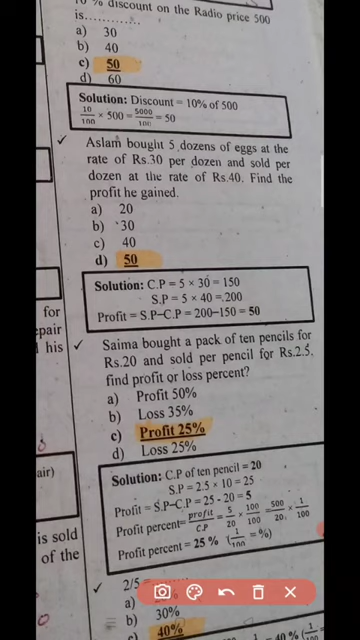 10 % discount on the Radio price 500
is............
a) 30
b) 40
c) 50
d) 60
Solution: Discount = 10% of 500
10/100 × 500 = 5000/100 = 50
✓ Aslam bought 5 dozens of eggs at the
rate of Rs.30 per dozen and sold per
dozen at the rate of Rs.40. Find the
profit he gained.
a) 20
b) 30
c) 40
d) 50
Solution: C.P = 5 × 30 = 150
S.P = 5 × 40 = 200
Profit = S.P–C.P = 200–150 = 50
for
his
✓ Saima bought a pack of ten pencils for
Rs.20 and sold per pencil for Rs.2.5,
find profit or loss percent?
a) Profit 50%
b) Loss 35%
c) Profit 25%
d) Loss 25%
air)
is sold
of the
Solution: C.P of ten pencil = 20
S.P = 2.5 × 10 = 25
Profit = S.P–C.P = 25 - 20 = 5
Profit percent = profit/C.P = 5/20 × 100/100 = 500/20 × 1/100
Profit percent = 25 % (1/100 = %)
✓ 2/5 =
a)
b) 30%
c) 40%
= 40 %